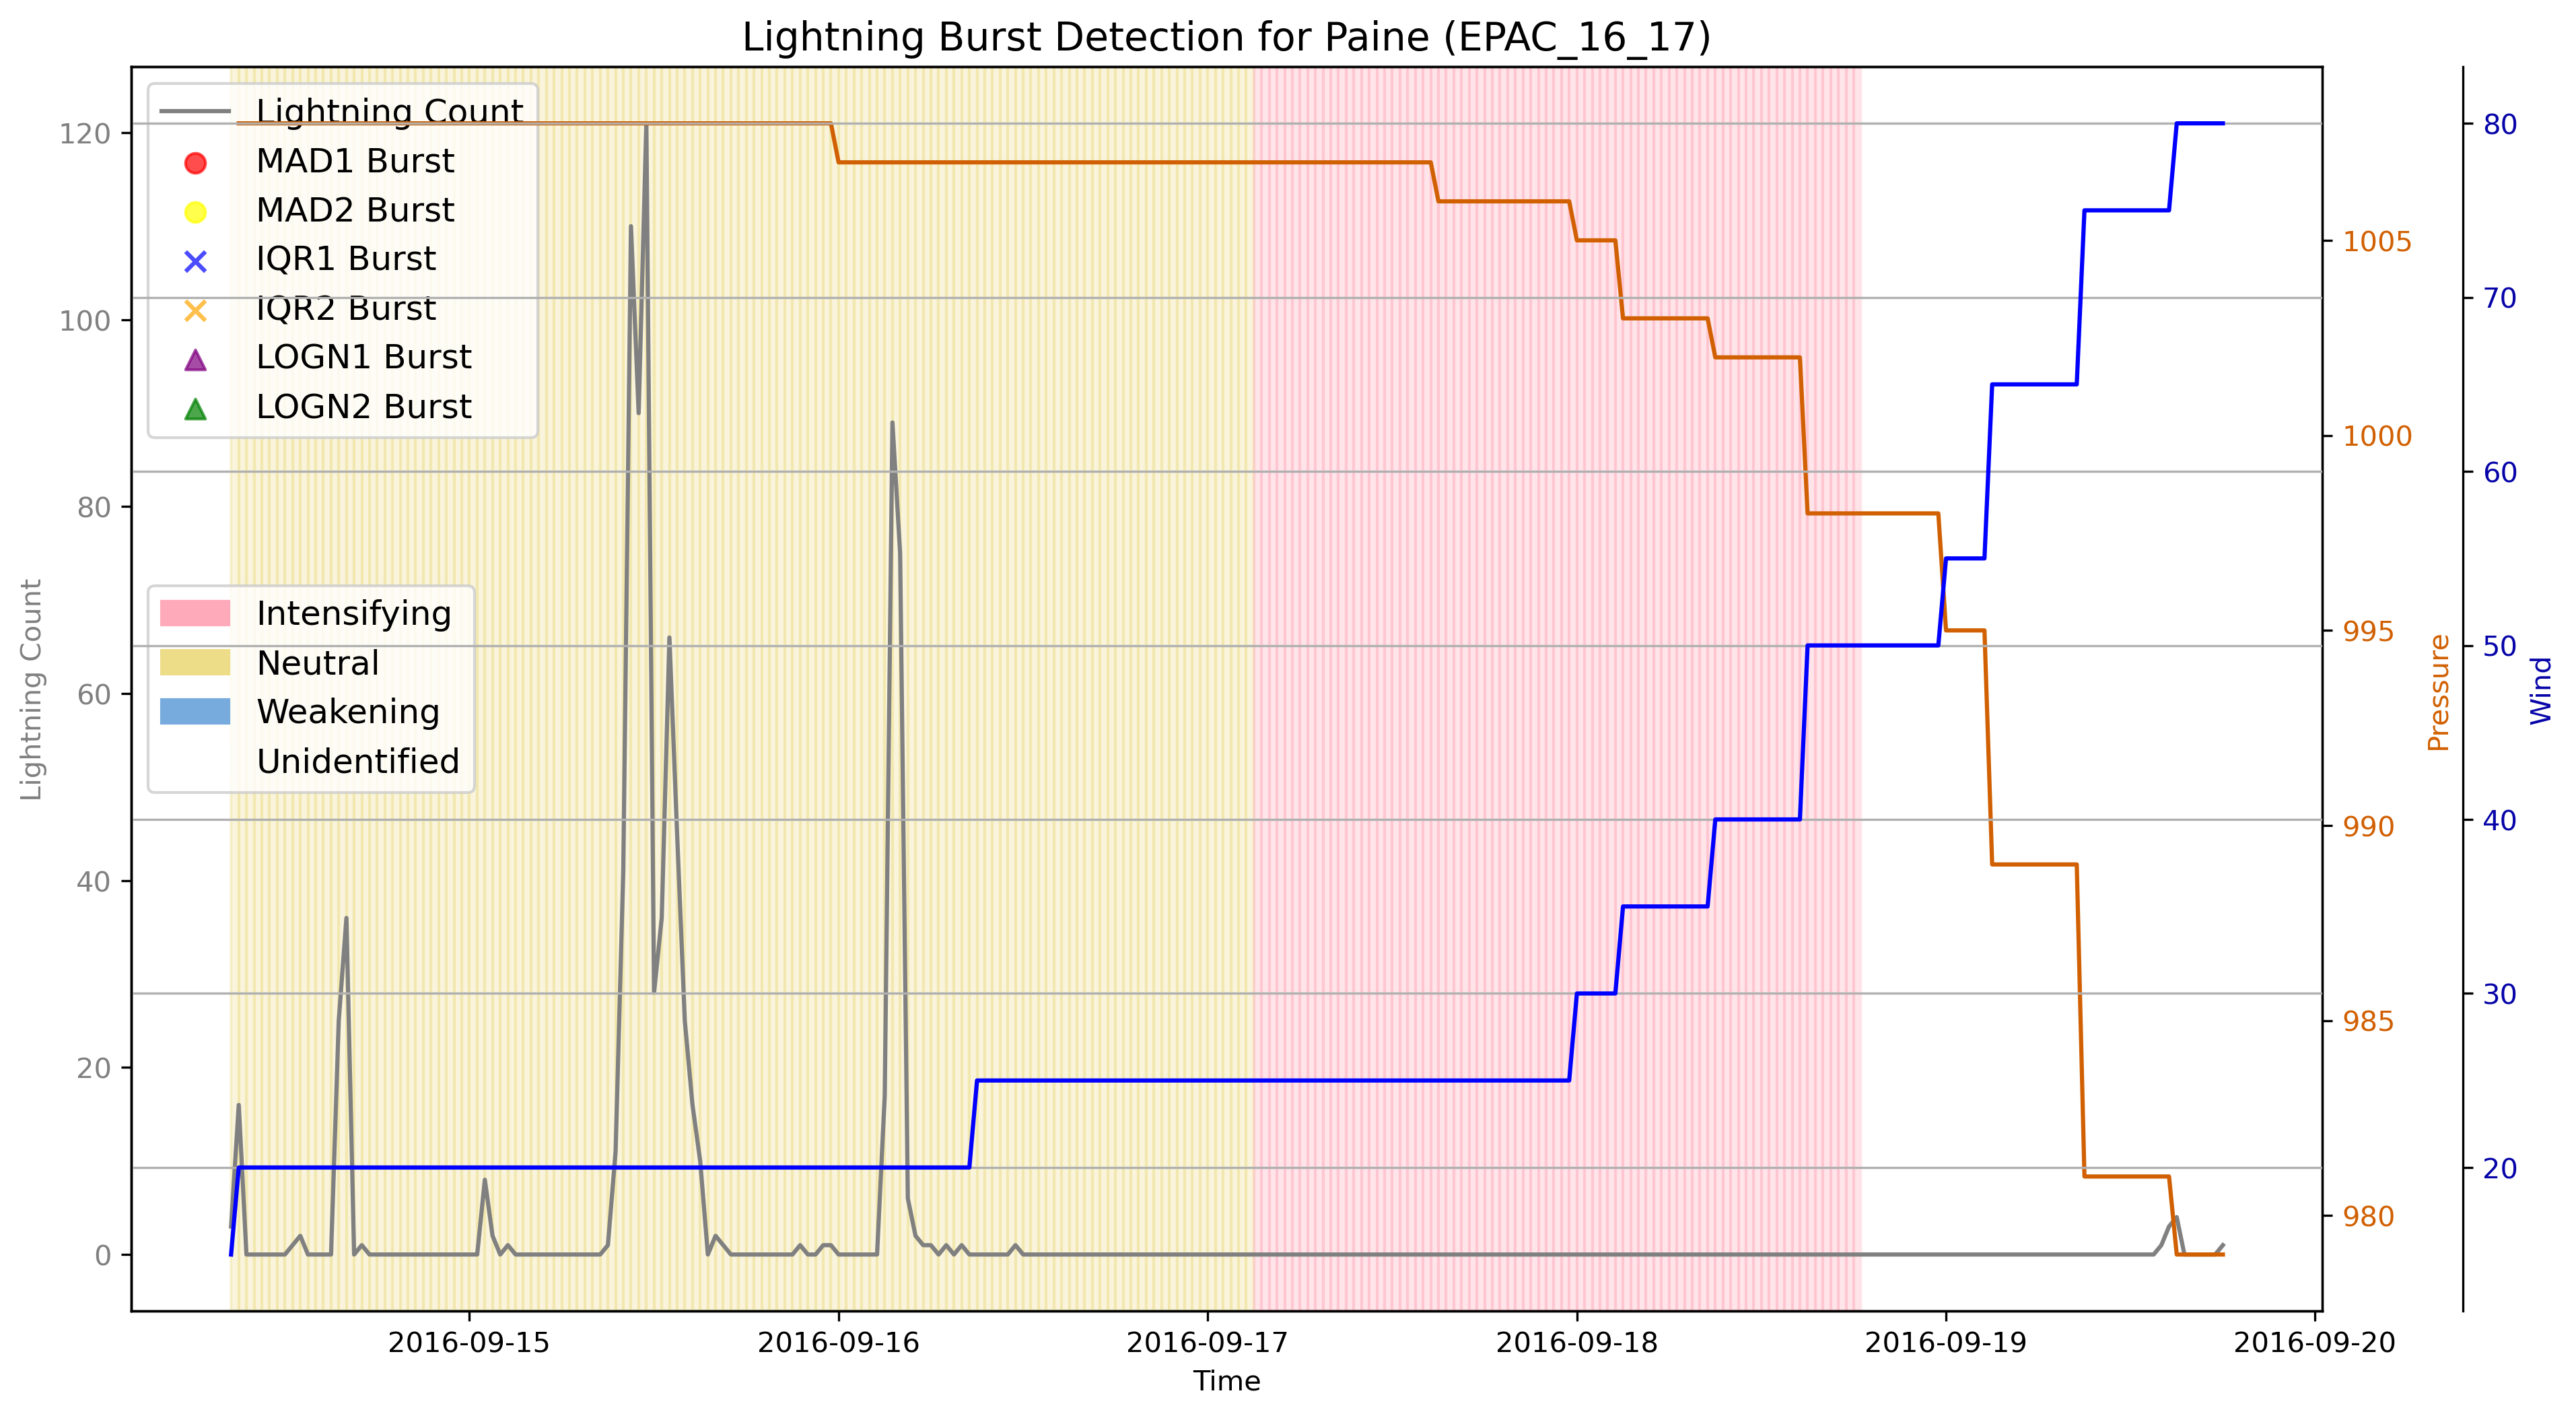 Lightning Burst Detection for Paine (EPAC_16_17)
Lightning Count
MAD1 Burst
MAD2 Burst
IQR1 Burst
IQR2 Burst
LOGN1 Burst
LOGN2 Burst
Intensifying
Neutral
Weakening
Unidentified
Lightning Count
120
100
80
60
40
20
0
1005
1000
995
990
985
980
Pressure
80
70
60
50
40
30
20
Wind
2016-09-15 2016-09-16 2016-09-17 2016-09-18 2016-09-19 2016-09-20
Time